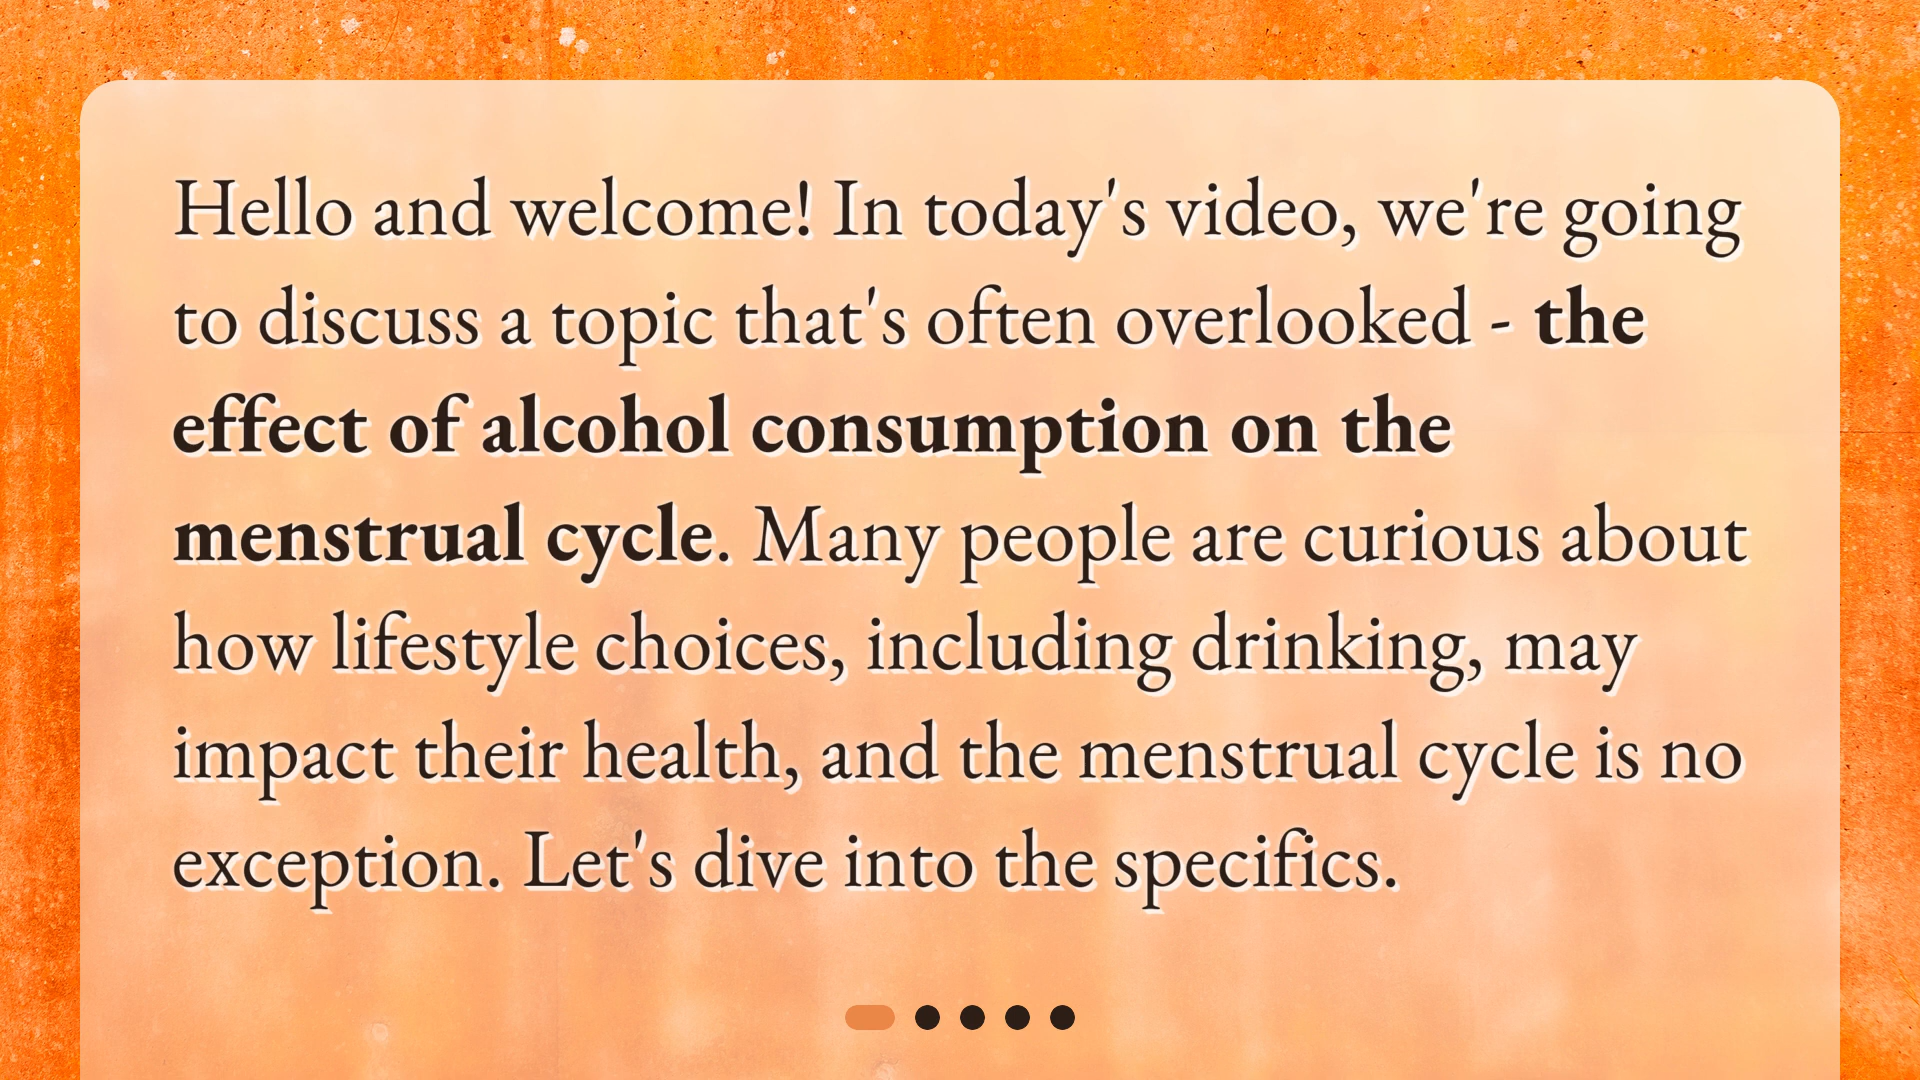 Hello and welcome! In today's video, we're going
to discuss a topic that's often overlooked - the
effect of alcohol consumption on the
menstrual cycle. Many people are curious about
how lifestyle choices, including drinking, may
impact their health, and the menstrual cycle is no
exception. Let's dive into the specifics.